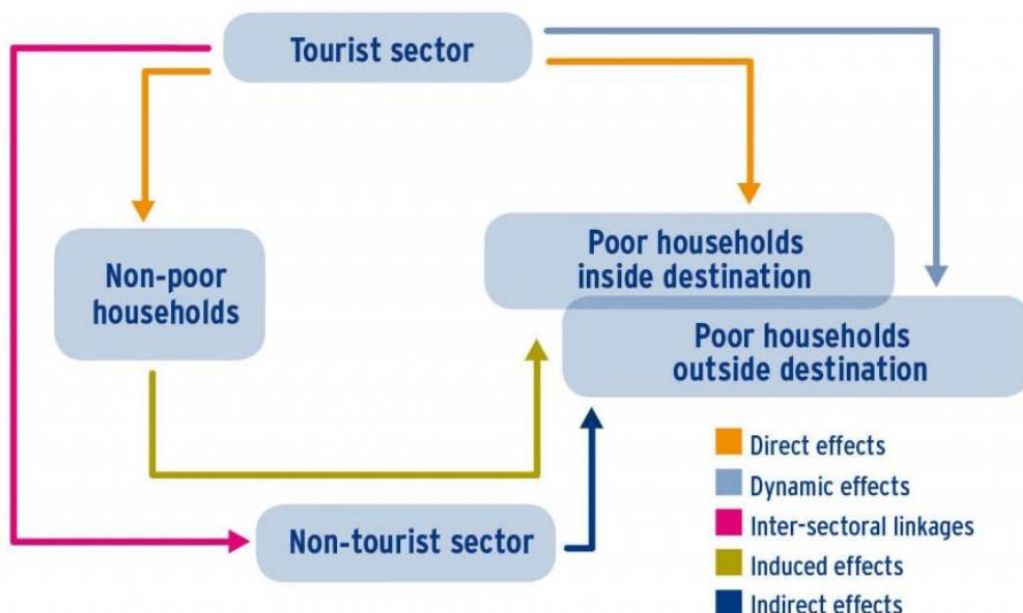 Tourist sector
Non-poor
households
Poor households
inside destination
Poor households
outside destination
Non-tourist sector
Direct effects
Dynamic effects
Inter-sectoral linkages
Induced effects
Indirect effects